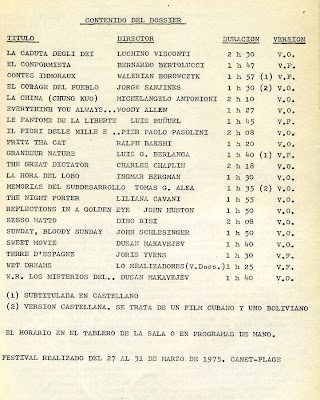 CONTENIDO DEL DOSSIER
TITULO DIRECTOR DURACION VERSION
LA CADUTA DEGLI DEI LUCHINO VISCONTI 2 h 30 V.O.
EL CONFORMISTA BERNARDO BERTOLUCCI 1 h 47 V.F.
CONTES IMMORAUX WALERIAN BOROWCZYK 1 h 57 (1) V.F.
EL CORAGE DEL PUEBLO JORGE SANJINES 1 h 30 (2) V.O.
LA CHINA (CHUNG KUO) MICHELANGELO ANTONIONI 2 h 10 V.O.
EVERYTHINH YOU ALWAYS... WOODY ALLEN 1 h 27 V.O.
LE FANTOME DE LA LIBERTE LUIS BUÑUEL 1 h 45 V.O.
IL FIORI DELLE MILLE E ..PIER PAOLO PASOLINI 2 h 08 V.O.
FRITZ THA CAT RALPH BAKSHI 1 h 20 V.O.
GRANDEUR NATURE LUIS G. BERLANGA 1 h 40 (1) V.F.
THE GREAT DICTATOR CHARLES CHAPLIN 2 h 18 V.O.
LA HORA DEL LOBO INGMAR BERGMAN 1 h 30 V.O.
MEMORIAS DEL SUBDESARROLLO TOMAS G. ALEA 1 h 35 (2) V.O.
THE NIGHT PORTER LILIANA CAVANI 1 h 55 V.O.
REFLECTIONS IN A GOLDEN EYE JOHN HUSTON 1 h 50 V.O.
SESSO MATTO DINO RISI 2 h 08 V.O.
SUNDAY, BLOODY SUNDAY JOHN SCHLESINGER 1 h 50 V.O.
SWEET MOVIE DUSAN MAKAVEJEV 1 h 40 V.O.
TERRE D'ESPAGNE JORIS YVENS 1 h 30 V.F.
WET DREAMS LO REALIZADORES(V.Doss.) 1 h 25 V.O.
W.R. LOS MISTERIOS DEL.. DUSAN MAKAVEJEV 1 h 40 V.O.
(1) SUBTITULADA EN CASTELLANO
(2) VERSION CASTELLANA. SE TRATA DE UN FILM CUBANO Y UNO BOLIVIANO
EL HORARIO EN EL TABLERO DE LA SALA O EN PROGRAMAS DE MANO.
FESTIVAL REALIZADO DEL 27 AL 31 DE MARZO DE 1975. CANET-PLAGE